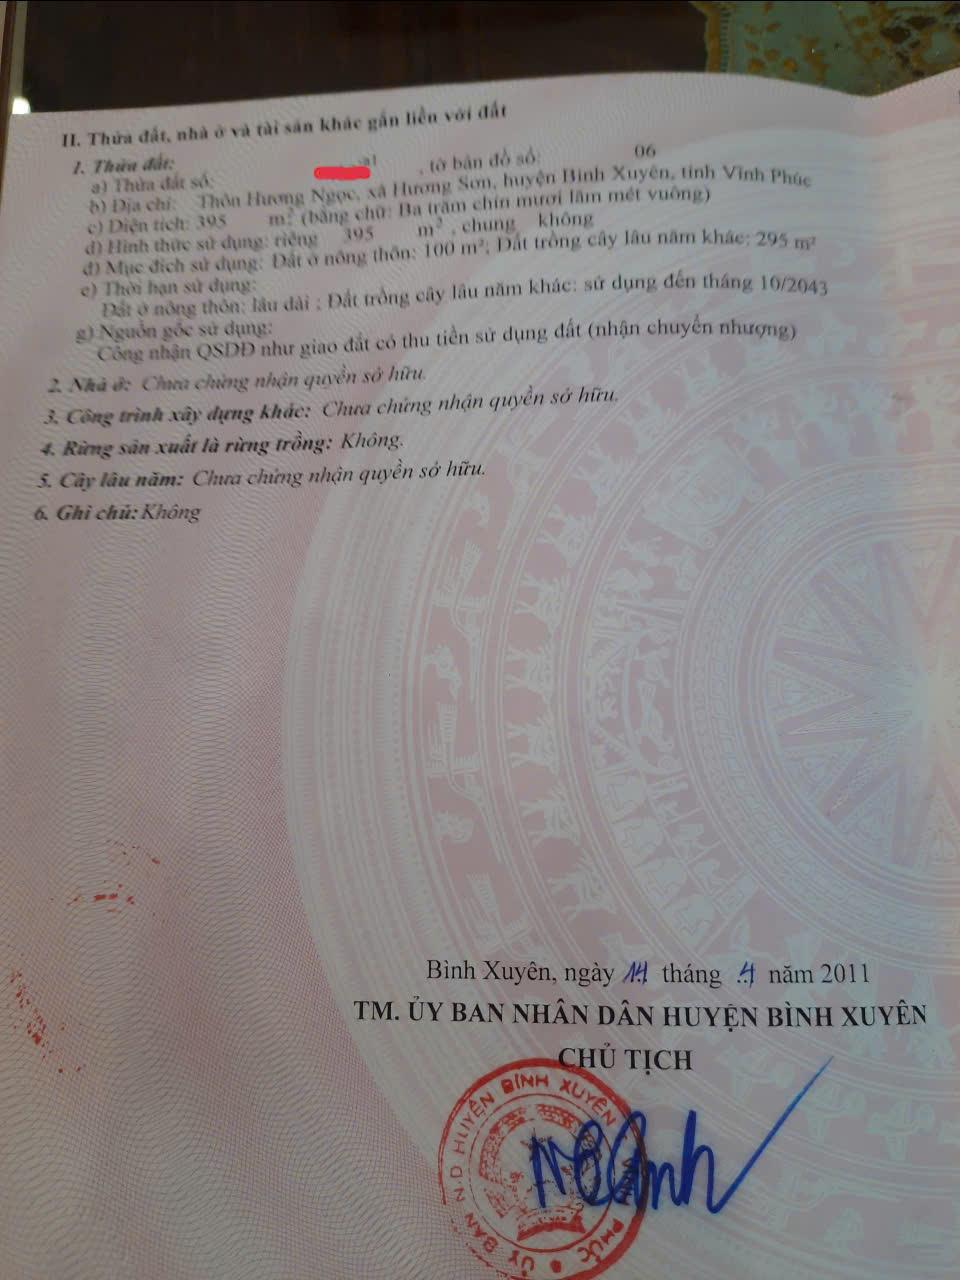 II. Thửa đất, nhà ở và tài sản khác gắn liền với đất
1. Thửa đất:
a) Thửa đất số: , tờ bản đồ số: 06
b) Địa chỉ: Thôn Hương Ngọc, xã Hương Sơn, huyện Bình Xuyên, tỉnh Vĩnh Phúc
c) Diện tích: 395 m² (bằng chữ: Ba trăm chín mươi lăm mét vuông)
d) Hình thức sử dụng: riêng 395 m², chung không
đ) Mục đích sử dụng: Đất ở nông thôn: 100 m²; Đất trồng cây lâu năm khác: 295 m²
e) Thời hạn sử dụng:
Đất ở nông thôn: lâu dài ; Đất trồng cây lâu năm khác: sử dụng đến tháng 10/2043
g) Nguồn gốc sử dụng:
Công nhận QSDĐ như giao đất có thu tiền sử dụng đất (nhận chuyển nhượng)
2. Nhà ở: Chưa chứng nhận quyền sở hữu.
3. Công trình xây dựng khác: Chưa chứng nhận quyền sở hữu.
4. Rừng sản xuất là rừng trồng: Không.
5. Cây lâu năm: Chưa chứng nhận quyền sở hữu.
6. Ghi chú: Không
Bình Xuyên, ngày 14 tháng 4 năm 2011
TM. ỦY BAN NHÂN DÂN HUYỆN BÌNH XUYÊN
CHỦ TỊCH
ỦY BAN N.D HUYỆN BÌNH XUYÊN PHÚC